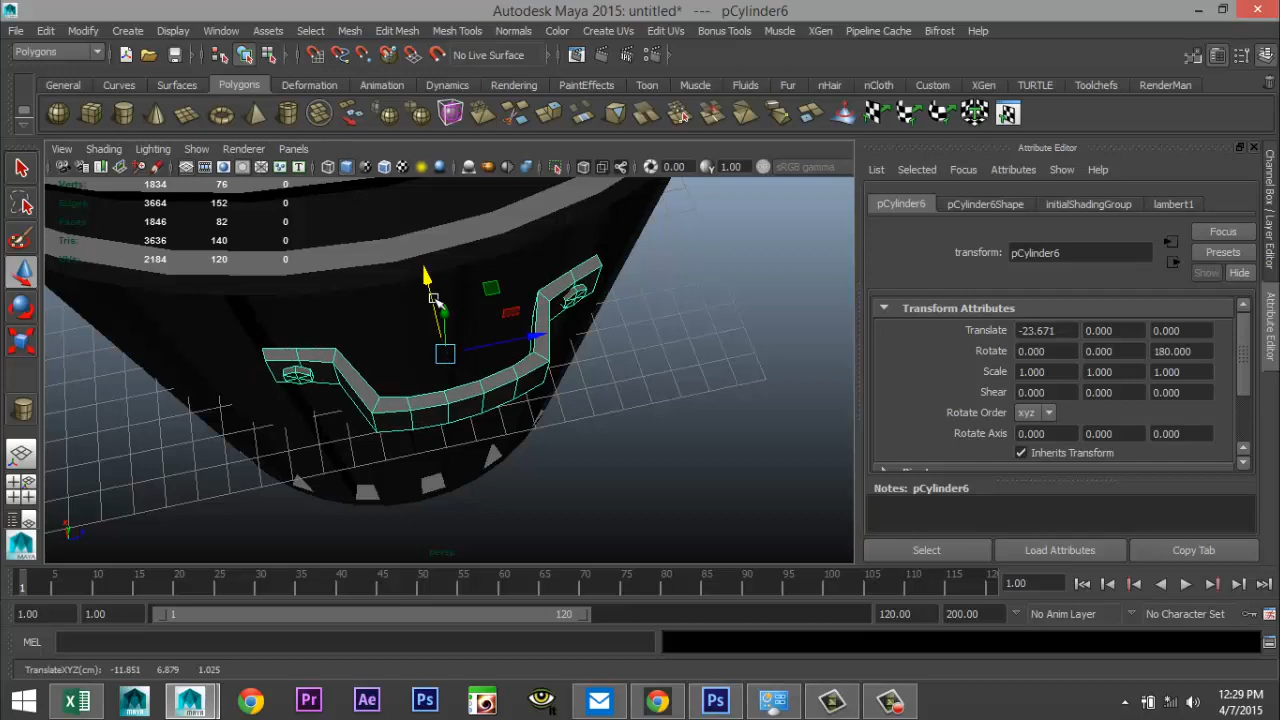 Autodesk Maya 2015: untitled* --- pCylinder6
File Edit Modify Create Display Window Assets Select Mesh Edit Mesh Mesh Tools Normals Color Create UVs Edit UVs Bonus Tools Muscle XGen Pipeline Cache Bifrost Help
Polygons No Live Surface
General Curves Surfaces Polygons Deformation Animation Dynamics Rendering PaintEffects Toon Muscle Fluids Fur nHair nCloth Custom XGen TURTLE Toolchefs RenderMan
View Shading Lighting Show Renderer Panels
Attribute Editor
0.00 1.00 sRGB gamma
List Selected Focus Attributes Show Help
Verts: 1834 76 0
Edges: 3664 152 0
Faces: 1846 82 0
Tris: 3636 140 0
UVs: 2184 120 0
pCylinder6 pCylinder6Shape initialShadingGroup lambert1
Focus
transform: pCylinder6 Presets
Show Hide
Transform Attributes
Translate -23.671 0.000 0.000
Rotate 0.000 0.000 180.000
Scale 1.000 1.000 1.000
Shear 0.000 0.000 0.000
Rotate Order xyz
Rotate Axis 0.000 0.000 0.000
Inherits Transform
Notes: pCylinder6
Select Load Attributes Copy Tab
Channel Box / Layer Editor
Attribute Editor
persp
1 5 10 15 20 25 30 35 40 45 50 55 60 65 70 75 80 85 90 95 100 105 110 115 120 1.00
1.00 1.00 1 120 120.00 200.00 No Anim Layer No Character Set
MEL
TranslateXYZ(cm): -11.851 6.879 1.025
12:29 PM
4/7/2015